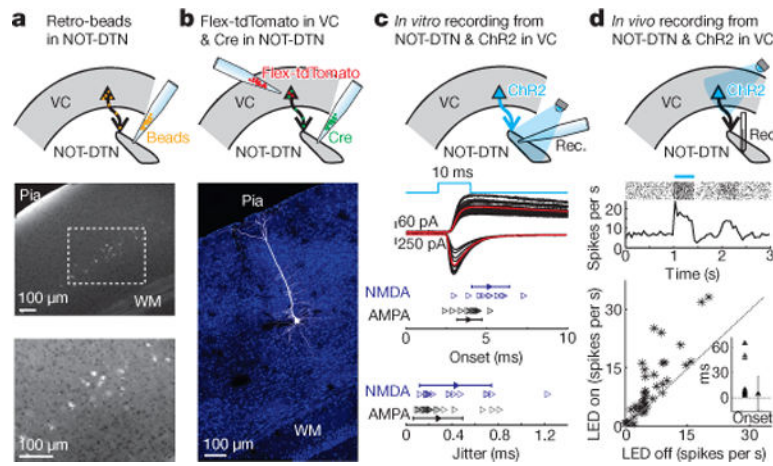 a
Retro-beads
in NOT-DTN
VC
Beads
NOT-DTN
Pia
100 μm
WM
100 μm
b
Flex-tdTomato in VC
& Cre in NOT-DTN
Flex-tdTomato
VC
Cre
NOT-DTN
Pia
WM
100 μm
c
In vitro recording from
NOT-DTN & ChR2 in VC
ChR2
VC
NOT-DTN
Rec.
10 ms
60 pA
250 pA
NMDA
AMPA
0 5 10
Onset (ms)
NMDA
AMPA
0 0.4 0.8 1.2
Jitter (ms)
d
In vivo recording from
NOT-DTN & ChR2 in VC
ChR2
VC
NOT-DTN
Rec.
Spikes per s
20
10
0
0 1 2 3
Time (s)
LED on (spikes per s)
30
15
0
ms
60
30
0
Onset
0 15 30
LED off (spikes per s)